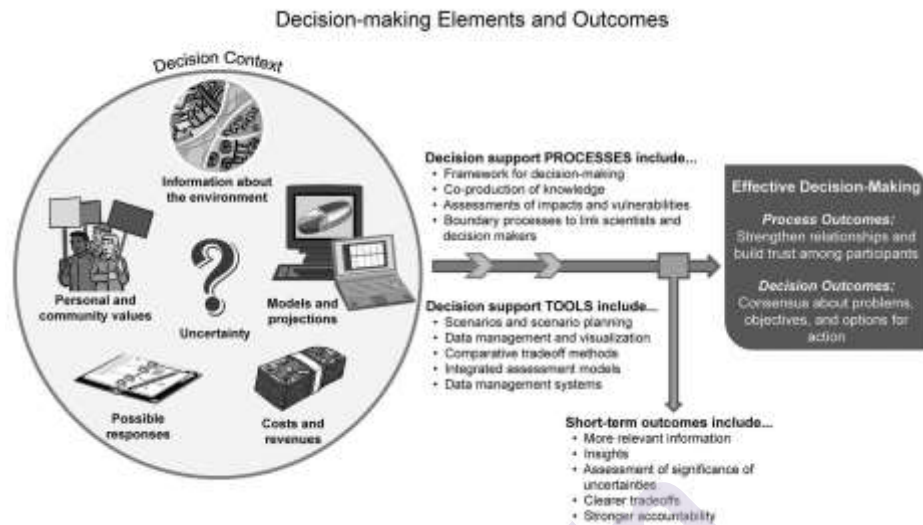 Decision-making Elements and Outcomes
Decision Context
Information about
the environment
Personal and
community values
Uncertainty
Models and
projections
Possible
responses
Costs and
revenues
Decision support PROCESSES include...
• Framework for decision-making
• Co-production of knowledge
• Assessments of impacts and vulnerabilities
• Boundary processes to link scientists and
decision makers
Decision support TOOLS include...
• Scenarios and scenario planning
• Data management and visualization
• Comparative tradeoff methods
• Integrated assessment models
• Data management systems
Short-term outcomes include...
• More relevant information
• Insights
• Assessment of significance of
uncertainties
• Clearer tradeoffs
• Stronger accountability
Effective Decision-Making
Process Outcomes:
Strengthen relationships and
build trust among participants
Decision Outcomes:
Consensus about problems,
objectives, and options for
action